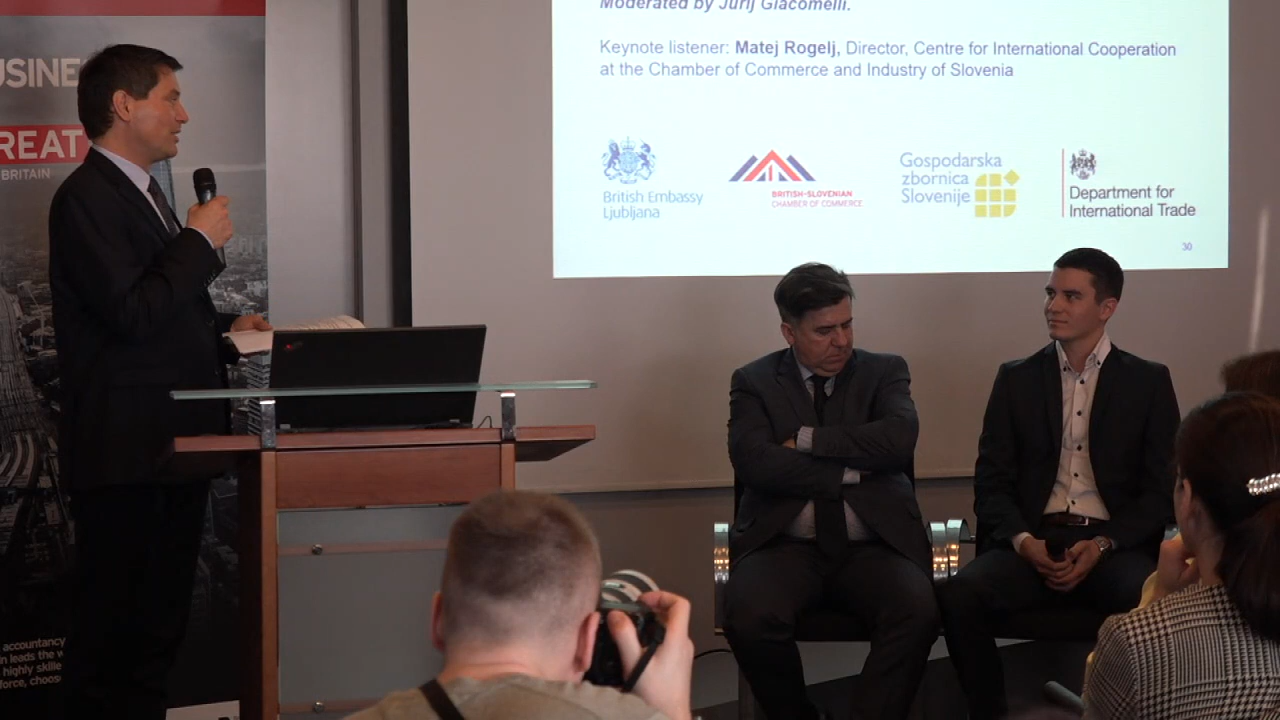 Moderated by Jurij Giacomelli.
Keynote listener: Matej Rogelj, Director, Centre for International Cooperation
at the Chamber of Commerce and Industry of Slovenia
British Embassy
Ljubljana
BRITISH-SLOVENIAN
CHAMBER OF COMMERCE
Gospodarska
zbornica
Slovenije
Department for
International Trade
30
USINE
REAT
BRITAIN
accountancy
n leads the w
highly skille
force, choos